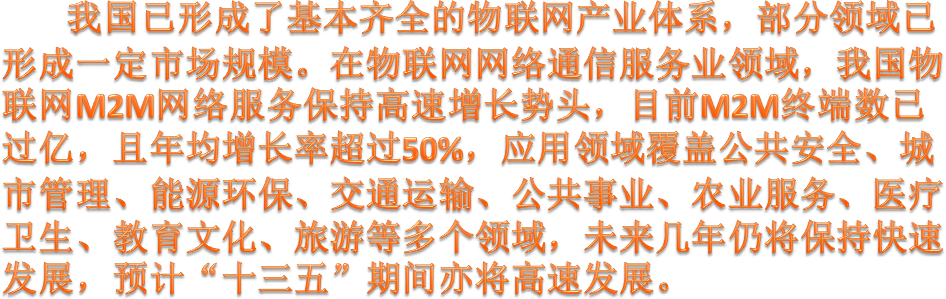 我国已形成了基本齐全的物联网产业体系，部分领域已
形成一定市场规模。在物联网网络通信服务业领域，我国物
联网M2M网络服务保持高速增长势头，目前M2M终端数已
过亿，且年均增长率超过50%，应用领域覆盖公共安全、城
市管理、能源环保、交通运输、公共事业、农业服务、医疗
卫生、教育文化、旅游等多个领域，未来几年仍将保持快速
发展，预计“十三五”期间亦将高速发展。